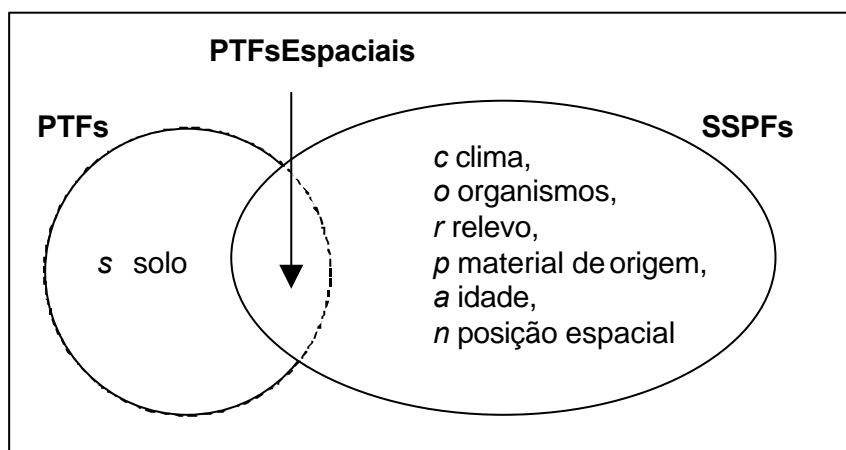 PTFsEspaciais
PTFs
SSPFs
c clima,
o organismos,
r relevo,
p material de origem,
a idade,
n posição espacial
s solo